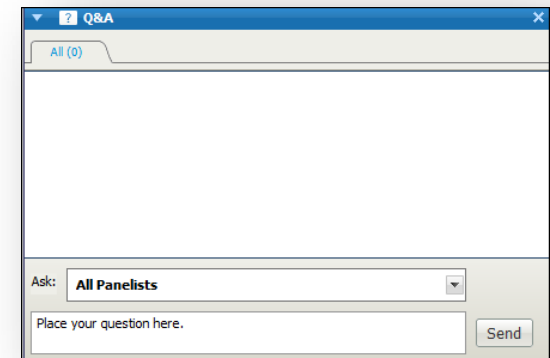 ? Q&A
All (0)
Ask: All Panelists
Place your question here.
Send